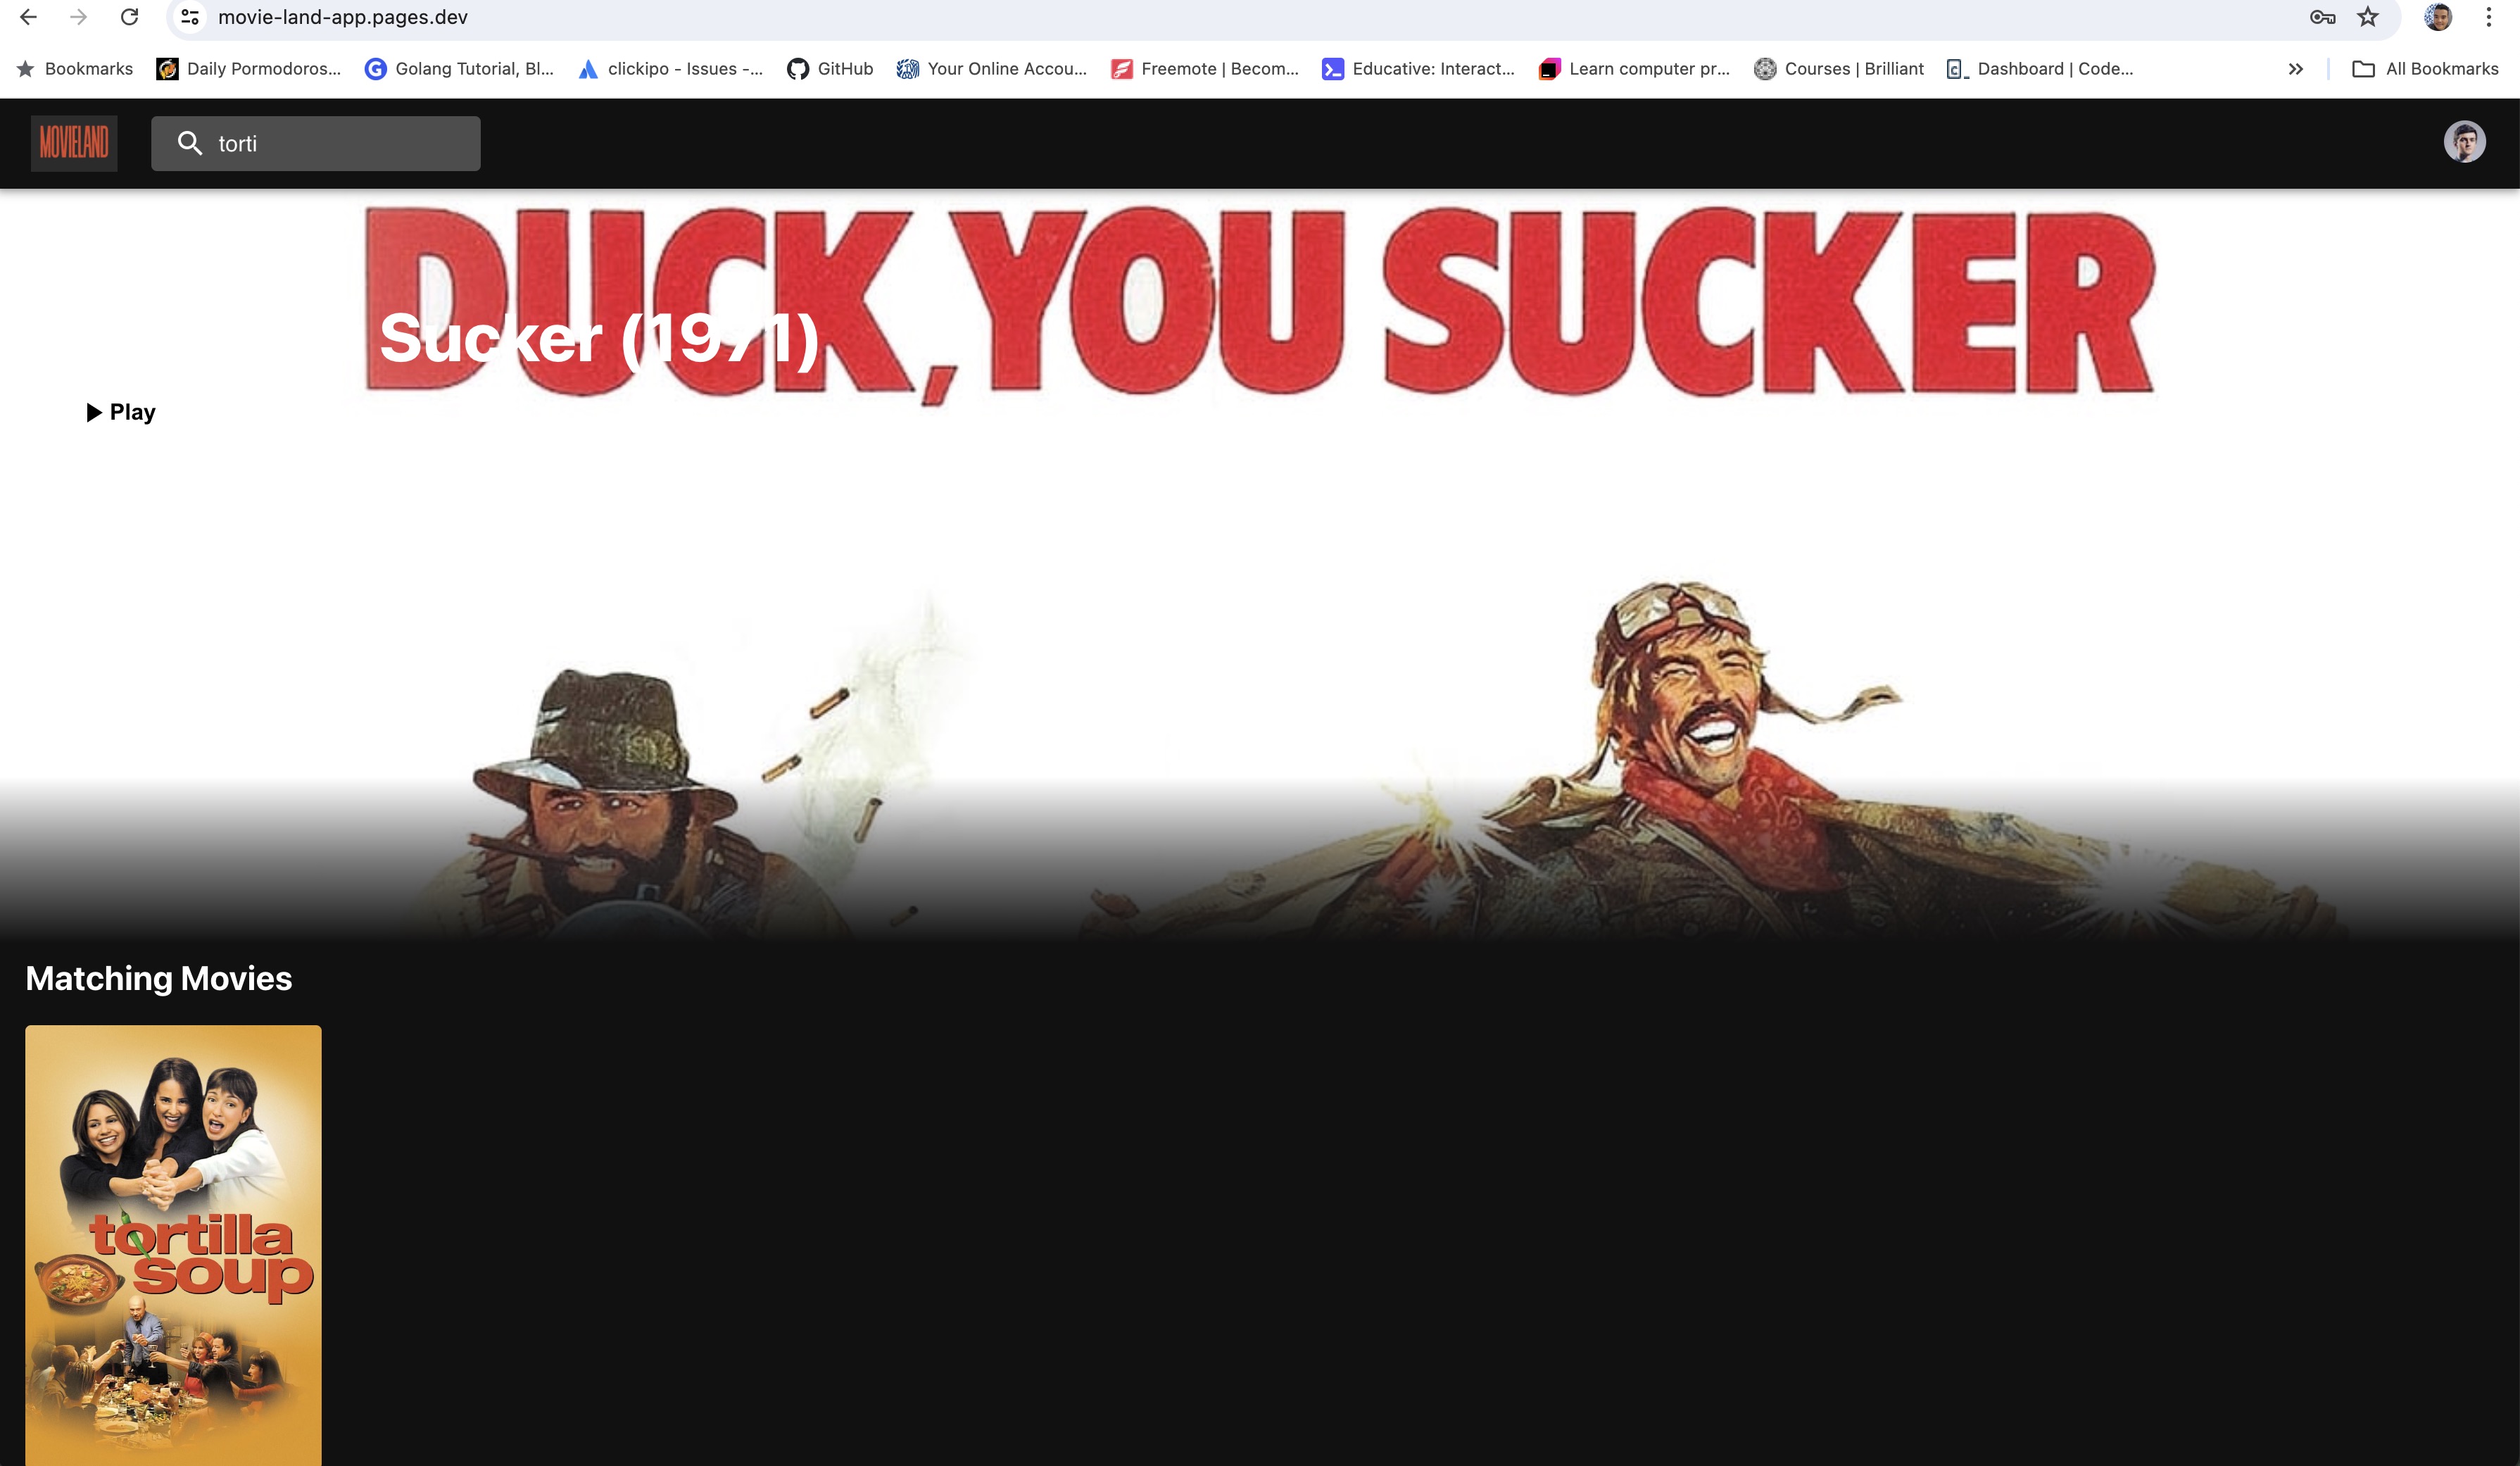 movie-land-app.pages.dev
Bookmarks Daily Pormodoros... Golang Tutorial, Bl... clickipo - Issues -... GitHub Your Online Accou... Freemote | Becom... Educative: Interact... Learn computer pr... Courses | Brilliant Dashboard | Code... All Bookmarks
MOVIELAND torti
DUCK, YOU SUCKER
Sucker (1971)
Play
Matching Movies
tortilla
soup